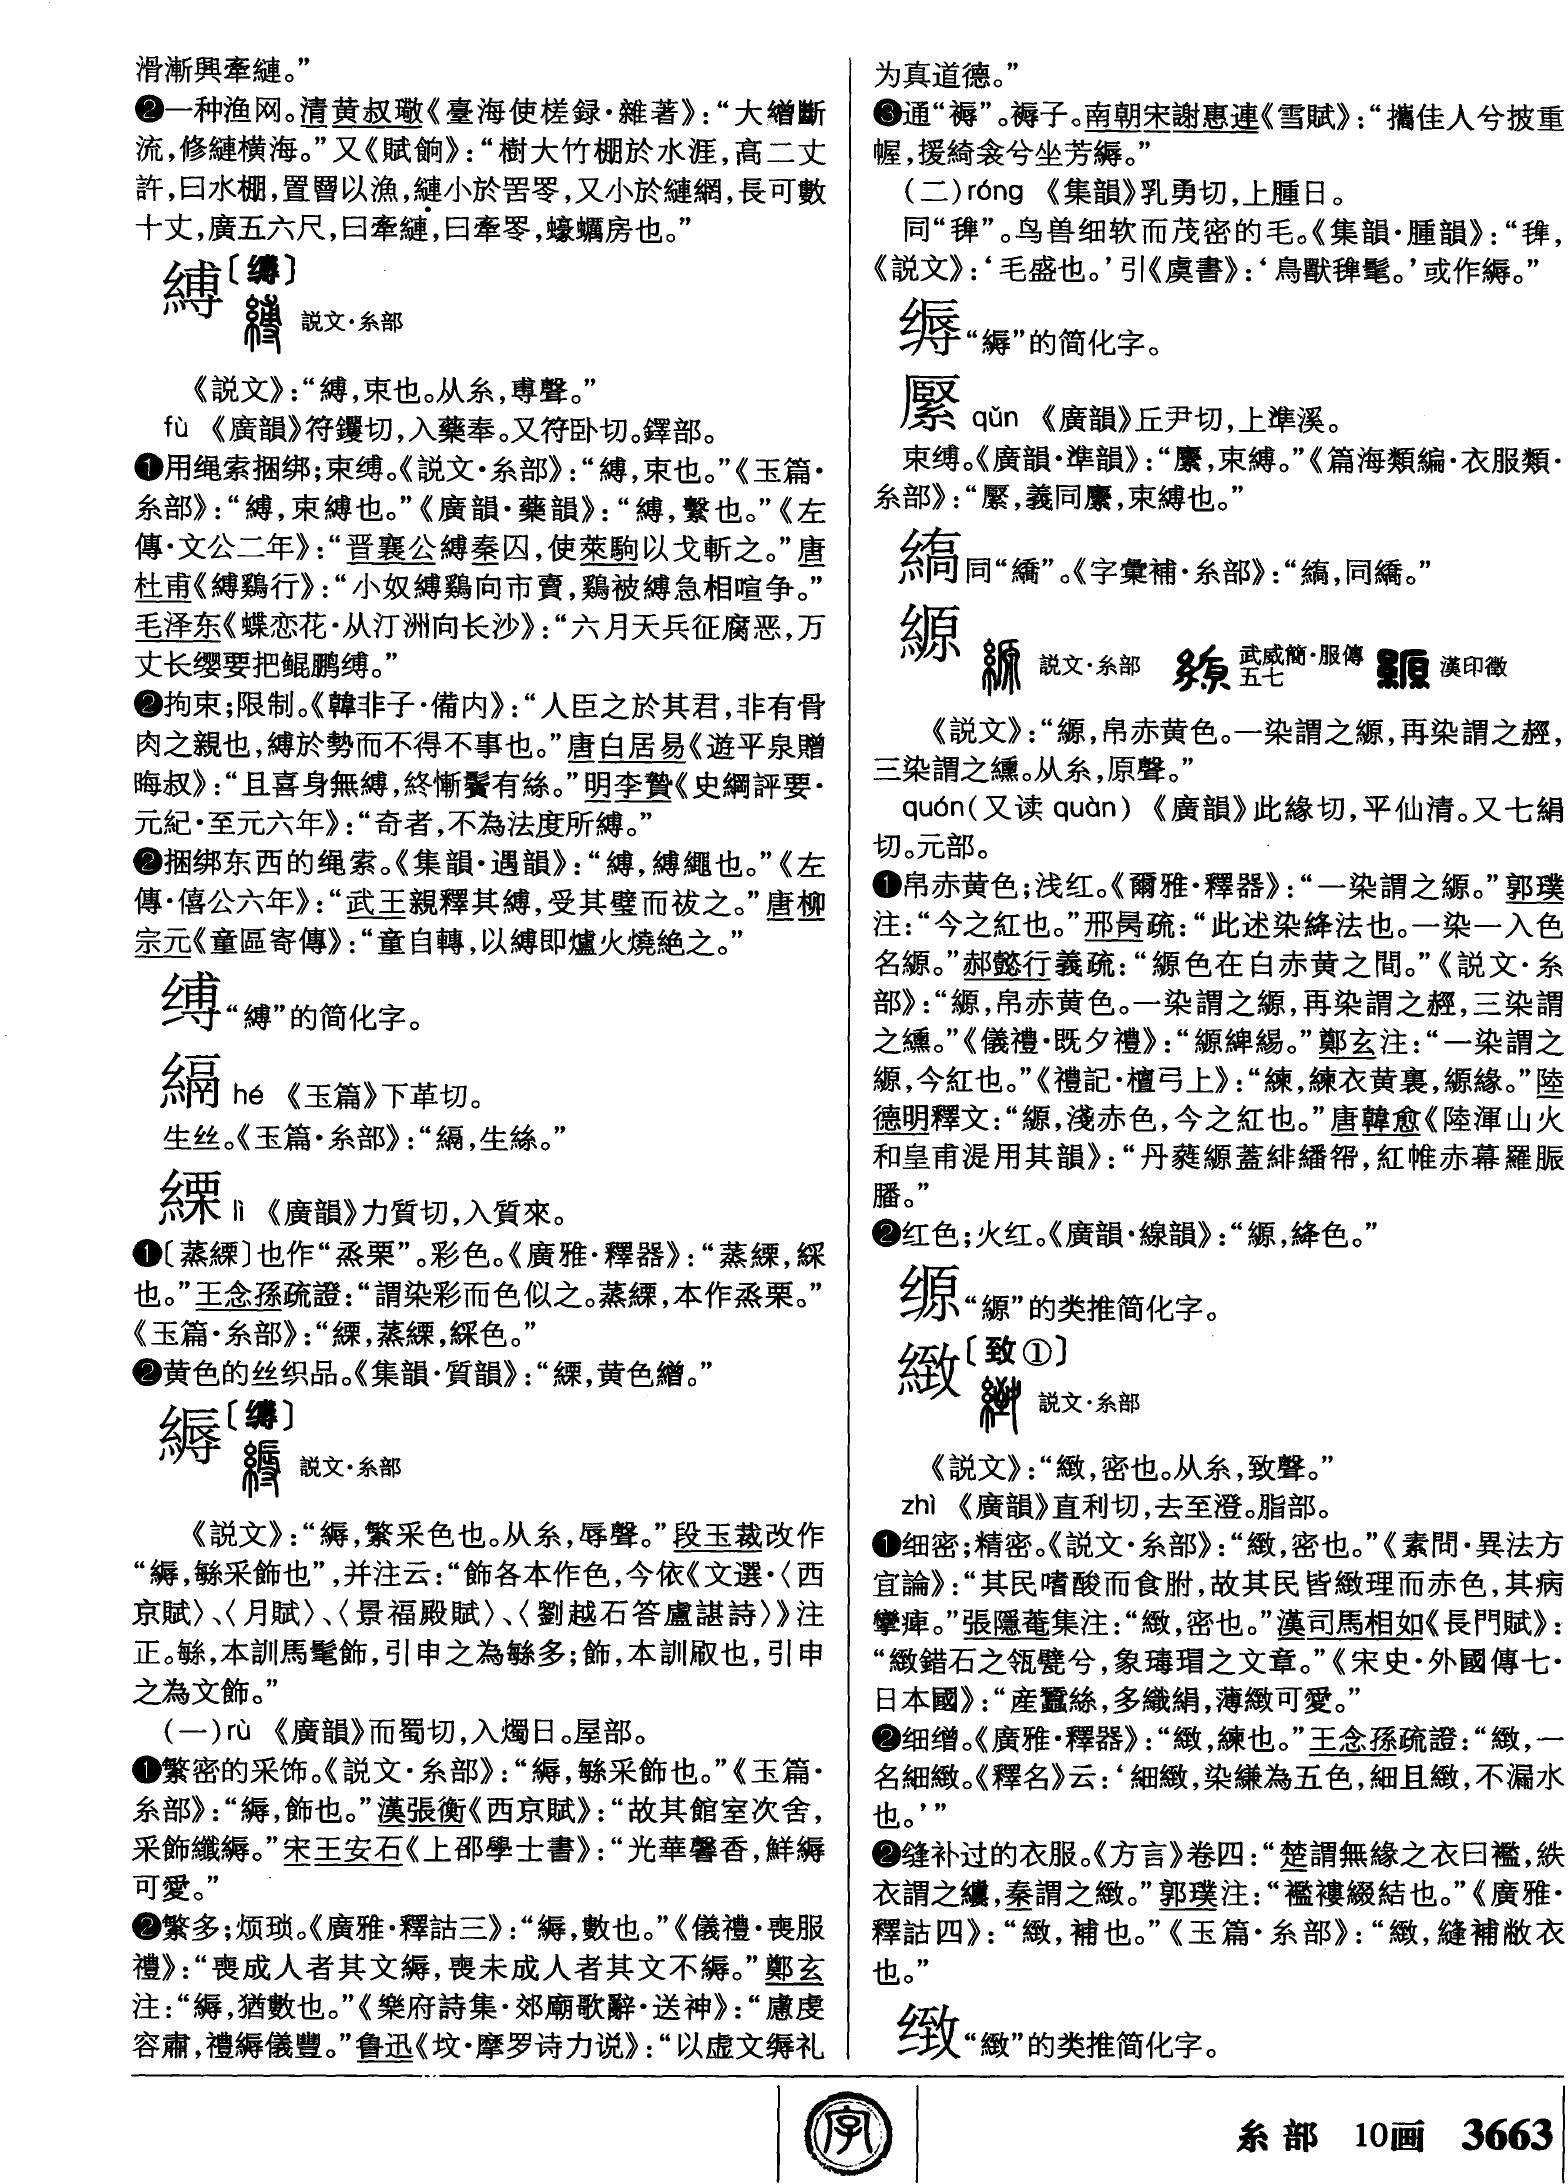 滑漸興牽縺。”
❷一种渔网。清黄叔璥《臺海使槎録·雜著》：“大繒斷
流，修縺横海。”又《賦餉》：“樹大竹棚於水涯，高二丈
許，曰水棚，置罾以漁，縺小於罟零，又小於縺網，長可數
十丈，廣五六尺，曰牽縺，曰牽零，蠔蠣房也。”
縛〔缚〕
説文·糸部
《説文》：“縛，束也。从糸，尃聲。”
fù 《廣韻》符钁切，入藥奉。又符卧切。鐸部。
❶用绳索捆绑；束缚。《説文·糸部》：“縛，束也。”《玉篇·
糸部》：“縛，束縛也。”《廣韻·藥韻》：“縛，繫也。”《左
傳·文公二年》：“晋襄公縛秦囚，使萊駒以戈斬之。”唐
杜甫《縛鷄行》：“小奴縛鷄向市賣，鷄被縛急相喧争。”
毛泽东《蝶恋花·从汀洲向长沙》：“六月天兵征腐恶，万
丈长缨要把鲲鹏缚。”
❷拘束；限制。《韓非子·備内》：“人臣之於其君，非有骨
肉之親也，縛於勢而不得不事也。”唐白居易《遊平泉贈
晦叔》：“且喜身無縛，終慚鬢有絲。”明李贄《史綱評要·
元紀·至元六年》：“奇者，不為法度所縛。”
❷捆绑东西的绳索。《集韻·遇韻》：“縛，縛繩也。”《左
傳·僖公六年》：“武王親釋其縛，受其璧而祓之。”唐柳
宗元《童區寄傳》：“童自轉，以縛即爐火燒絶之。”
缚“縛”的简化字。
䌿 hé 《玉篇》下革切。
生丝。《玉篇·糸部》：“䌿，生絲。”
縹 lì 《廣韻》力質切，入質來。
❶〔蒸𦃊〕也作“烝栗”。彩色。《廣雅·釋器》：“蒸𦃊，綵
也。”王念孫疏證：“謂染彩而色似之。蒸𦃊，本作烝栗。”
《玉篇·糸部》：“𦃊，蒸𦃊，綵色。”
❷黄色的丝织品。《集韻·質韻》：“𦃊，黄色繒。”
縟〔缛〕
説文·糸部
《説文》：“縟，繁采色也。从糸，辱聲。”段玉裁改作
“縟，緐采飾也”，并注云：“飾各本作色，今依《文選·〈西
京賦〉、〈月賦〉、〈景福殿賦〉、〈劉越石答盧諶詩〉》注
正。緐，本訓馬髦飾，引申之為緐多；飾，本訓㕞也，引申
之為文飾。”
（一）rù 《廣韻》而蜀切，入燭日。屋部。
❶繁密的采饰。《説文·糸部》：“縟，緐采飾也。”《玉篇·
糸部》：“縟，飾也。”漢張衡《西京賦》：“故其館室次舍，
采飾纖縟。”宋王安石《上邵學士書》：“光華馨香，鮮縟
可愛。”
❷繁多；烦琐。《廣雅·釋詁三》：“縟，數也。”《儀禮·喪服
禮》：“喪成人者其文縟，喪未成人者其文不縟。”鄭玄
注：“縟，猶數也。”《樂府詩集·郊廟歌辭·送神》：“慮虔
容肅，禮縟儀豐。”鲁迅《坟·摩罗诗力说》：“以虚文缛礼
为真道德。”
❸通“褥”。褥子。南朝宋謝惠連《雪賦》：“攜佳人兮披重
幄，援綺衾兮坐芳縟。”
（二）róng 《集韻》乳勇切，上腫日。
同“㲨”。鸟兽细软而茂密的毛。《集韻·腫韻》：“㲨，
《説文》：‘毛盛也。’引《虞書》：‘鳥獸㲨髦。’或作縟。”
缛“縟”的简化字。
緊 qǔn 《廣韻》丘尹切，上準溪。
束缚。《廣韻·準韻》：“麇，束縛。”《篇海類編·衣服類·
糸部》：“𦂳，義同麇，束縛也。”
縞同“繑”。《字彙補·糸部》：“縞，同繑。”
縓
説文·糸部 武威簡·服傳五七 漢印徵
《説文》：“縓，帛赤黄色。一染謂之縓，再染謂之䞓，
三染謂之纁。从糸，原聲。”
quán（又读 quàn） 《廣韻》此緣切，平仙清。又七絹
切。元部。
❶帛赤黄色；浅红。《爾雅·釋器》：“一染謂之縓。”郭璞
注：“今之紅也。”邢昺疏：“此述染絳法也。一染一入色
名縓。”郝懿行義疏：“縓色在白赤黄之間。”《説文·糸
部》：“縓，帛赤黄色。一染謂之縓，再染謂之䞓，三染謂
之纁。”《儀禮·既夕禮》：“縓綼緆。”鄭玄注：“一染謂之
縓，今紅也。”《禮記·檀弓上》：“練，練衣黄裏，縓緣。”陸
德明釋文：“縓，淺赤色，今之紅也。”唐韓愈《陸渾山火
和皇甫湜用其韻》：“丹蕤縓蓋緋繙帤，紅帷赤幕羅脤
膰。”
❷红色；火红。《廣韻·線韻》：“縓，絳色。”
𫄫“縓”的类推简化字。
緻〔致①〕
説文·糸部
《説文》：“緻，密也。从糸，致聲。”
zhì 《廣韻》直利切，去至澄。脂部。
❶细密；精密。《説文·糸部》：“緻，密也。”《素問·異法方
宜論》：“其民嗜酸而食胕，故其民皆緻理而赤色，其病
攣痺。”張隱菴集注：“緻，密也。”漢司馬相如《長門賦》：
“緻錯石之瓴甓兮，象瑇瑁之文章。”《宋史·外國傳七·
日本國》：“産蠶絲，多織絹，薄緻可愛。”
❷细缯。《廣雅·釋器》：“緻，練也。”王念孫疏證：“緻，一
名細緻。《釋名》云：‘細緻，染縑為五色，細且緻，不漏水
也。’”
❷缝补过的衣服。《方言》卷四：“楚謂無緣之衣曰襤，紩
衣謂之褸，秦謂之緻。”郭璞注：“襤褸綴結也。”《廣雅·
釋詁四》：“緻，補也。”《玉篇·糸部》：“緻，縫補敝衣
也。”
𫄨“緻”的类推简化字。
字
糸部 10画 3663